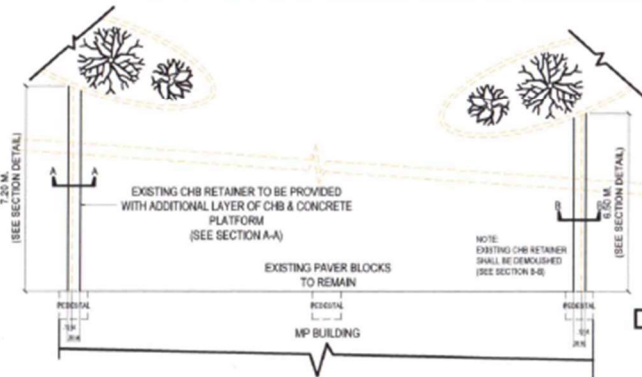 7.20 M.
(SEE SECTION DETAIL)
A A
EXISTING CHB RETAINER TO BE PROVIDED
WITH ADDITIONAL LAYER OF CHB & CONCRETE
PLATFORM
(SEE SECTION A-A)
B B
6.50 M.
(SEE SECTION DETAIL)
NOTE:
EXISTING CHB RETAINER
SHALL BE DEMOLISHED
(SEE SECTION B-B)
EXISTING PAVER BLOCKS
TO REMAIN
PEDESTAL
PEDESTAL
PEDESTAL
MP BUILDING
D